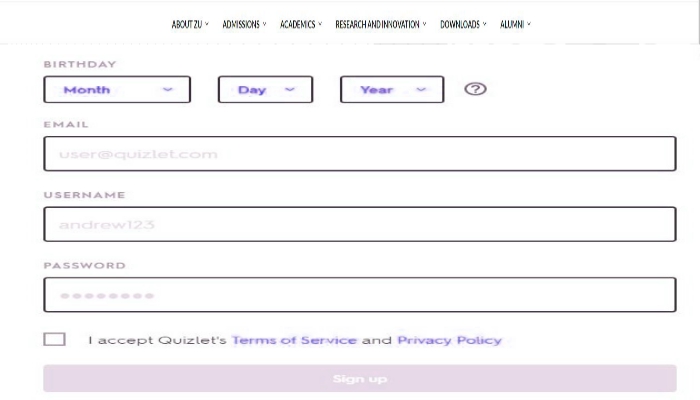 ABOUT ZU ADMISSIONS ACADEMICS RESEARCH AND INNOVATION DOWNLOADS ALUMNI
BIRTHDAY
Month Day Year ?
EMAIL
user@quizlet.com
USERNAME
andrew123
PASSWORD
I accept Quizlet's Terms of Service and Privacy Policy
Sign up